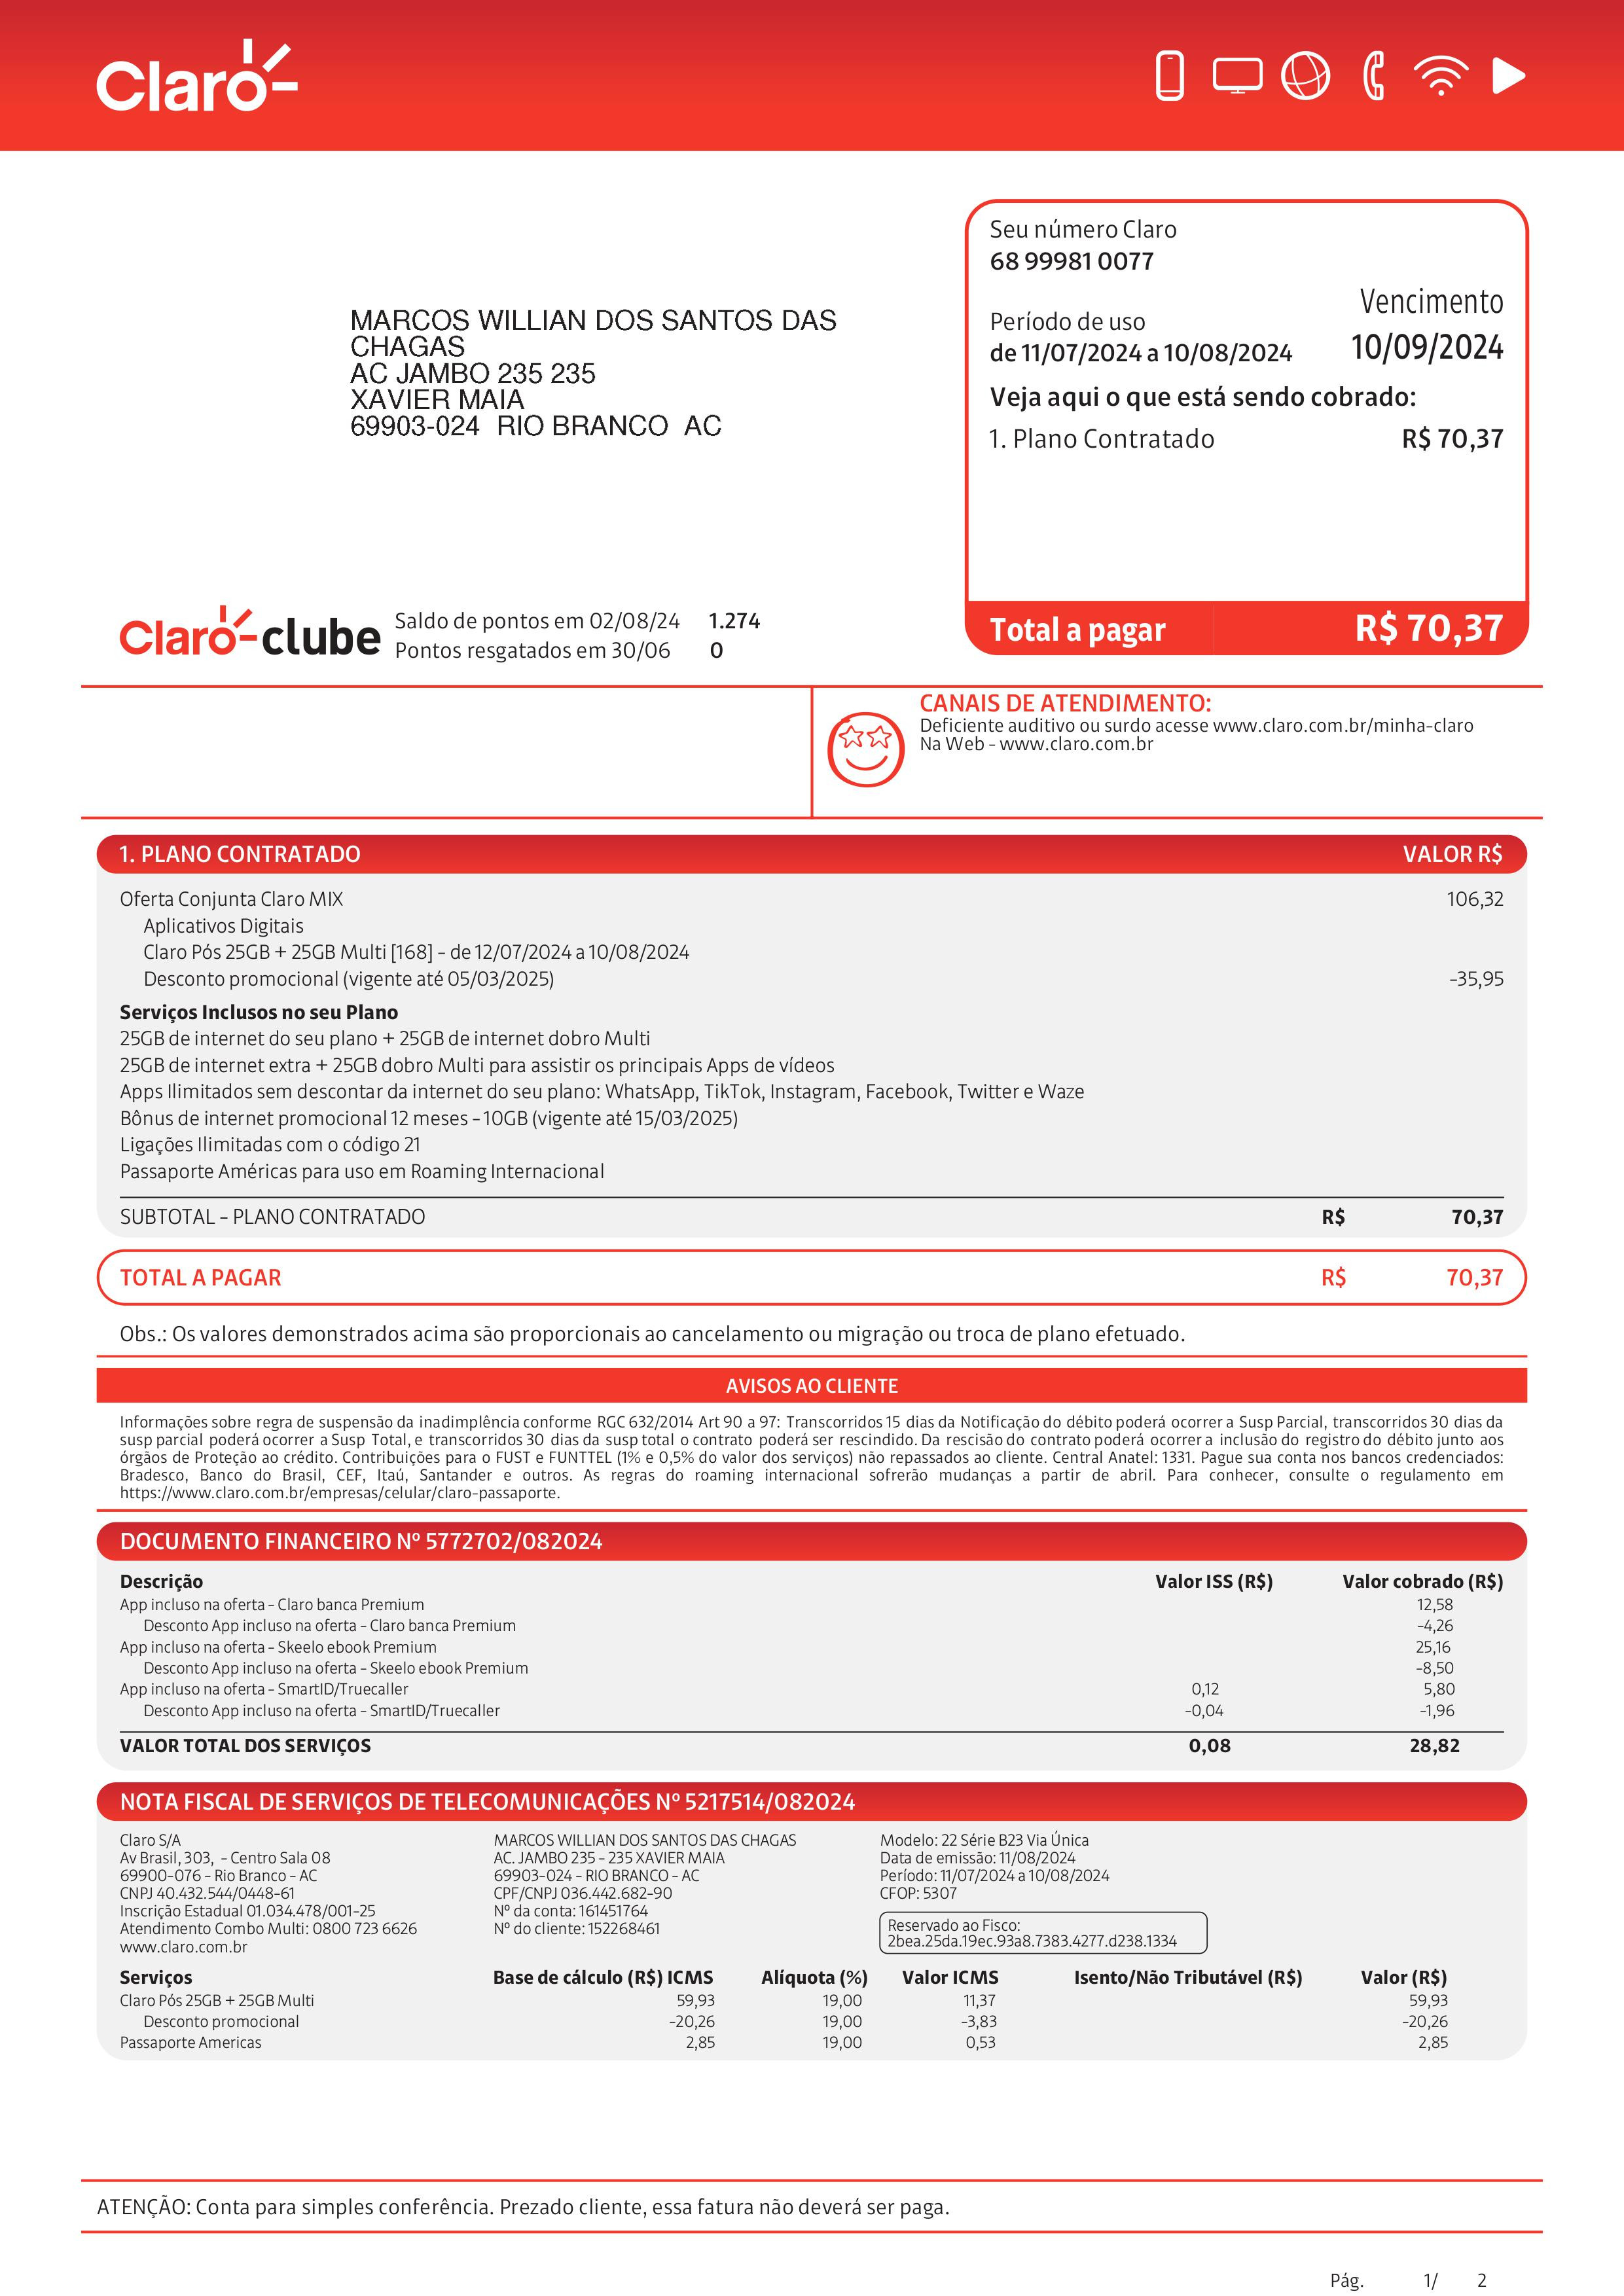 Claro
Seu número Claro
68 99981 0077
Vencimento
Período de uso
de 11/07/2024 a 10/08/2024 10/09/2024
Veja aqui o que está sendo cobrado:
1. Plano Contratado R$ 70,37
Total a pagar R$ 70,37
MARCOS WILLIAN DOS SANTOS DAS
CHAGAS
AC JAMBO 235 235
XAVIER MAIA
69903-024 RIO BRANCO AC
Claro clube
Saldo de pontos em 02/08/24 1.274
Pontos resgatados em 30/06 0
CANAIS DE ATENDIMENTO:
Deficiente auditivo ou surdo acesse www.claro.com.br/minha-claro
Na Web - www.claro.com.br
1. PLANO CONTRATADO VALOR R$
Oferta Conjunta Claro MIX 106,32
Aplicativos Digitais
Claro Pós 25GB + 25GB Multi [168] - de 12/07/2024 a 10/08/2024
Desconto promocional (vigente até 05/03/2025) -35,95
Serviços Inclusos no seu Plano
25GB de internet do seu plano + 25GB de internet dobro Multi
25GB de internet extra + 25GB dobro Multi para assistir os principais Apps de vídeos
Apps Ilimitados sem descontar da internet do seu plano: WhatsApp, TikTok, Instagram, Facebook, Twitter e Waze
Bônus de internet promocional 12 meses - 10GB (vigente até 15/03/2025)
Ligações Ilimitadas com o código 21
Passaporte Américas para uso em Roaming Internacional
SUBTOTAL - PLANO CONTRATADO R$ 70,37
TOTAL A PAGAR R$ 70,37
Obs.: Os valores demonstrados acima são proporcionais ao cancelamento ou migração ou troca de plano efetuado.
AVISOS AO CLIENTE
Informações sobre regra de suspensão da inadimplência conforme RGC 632/2014 Art 90 a 97: Transcorridos 15 dias da Notificação do débito poderá ocorrer a Susp Parcial, transcorridos 30 dias da
susp parcial poderá ocorrer a Susp Total, e transcorridos 30 dias da susp total o contrato poderá ser rescindido. Da rescisão do contrato poderá ocorrer a inclusão do registro do débito junto aos
órgãos de Proteção ao crédito. Contribuições para o FUST e FUNTTEL (1% e 0,5% do valor dos serviços) não repassados ao cliente. Central Anatel: 1331. Pague sua conta nos bancos credenciados:
Bradesco, Banco do Brasil, CEF, Itaú, Santander e outros. As regras do roaming internacional sofrerão mudanças a partir de abril. Para conhecer, consulte o regulamento em
https://www.claro.com.br/empresas/celular/claro-passaporte.
DOCUMENTO FINANCEIRO Nº 5772702/082024
Descrição Valor ISS (R$) Valor cobrado (R$)
App incluso na oferta - Claro banca Premium 12,58
Desconto App incluso na oferta - Claro banca Premium -4,26
App incluso na oferta - Skeelo ebook Premium 25,16
Desconto App incluso na oferta - Skeelo ebook Premium -8,50
App incluso na oferta - SmartID/Truecaller 0,12 5,80
Desconto App incluso na oferta - SmartID/Truecaller -0,04 -1,96
VALOR TOTAL DOS SERVIÇOS 0,08 28,82
NOTA FISCAL DE SERVIÇOS DE TELECOMUNICAÇÕES Nº 5217514/082024
Claro S/A
Av Brasil, 303, - Centro Sala 08
69900-076 - Rio Branco - AC
CNPJ 40.432.544/0448-61
Inscrição Estadual 01.034.478/001-25
Atendimento Combo Multi: 0800 723 6626
www.claro.com.br
MARCOS WILLIAN DOS SANTOS DAS CHAGAS
AC. JAMBO 235 - 235 XAVIER MAIA
69903-024 - RIO BRANCO - AC
CPF/CNPJ 036.442.682-90
Nº da conta: 161451764
Nº do cliente: 152268461
Modelo: 22 Série B23 Via Única
Data de emissão: 11/08/2024
Período: 11/07/2024 a 10/08/2024
CFOP: 5307
Reservado ao Fisco:
2bea.25da.19ec.93a8.7383.4277.d238.1334
Serviços Base de cálculo (R$) ICMS Alíquota (%) Valor ICMS Isento/Não Tributável (R$) Valor (R$)
Claro Pós 25GB + 25GB Multi 59,93 19,00 11,37 59,93
Desconto promocional -20,26 19,00 -3,83 -20,26
Passaporte Americas 2,85 19,00 0,53 2,85
ATENÇÃO: Conta para simples conferência. Prezado cliente, essa fatura não deverá ser paga.
Pág. 1/ 2